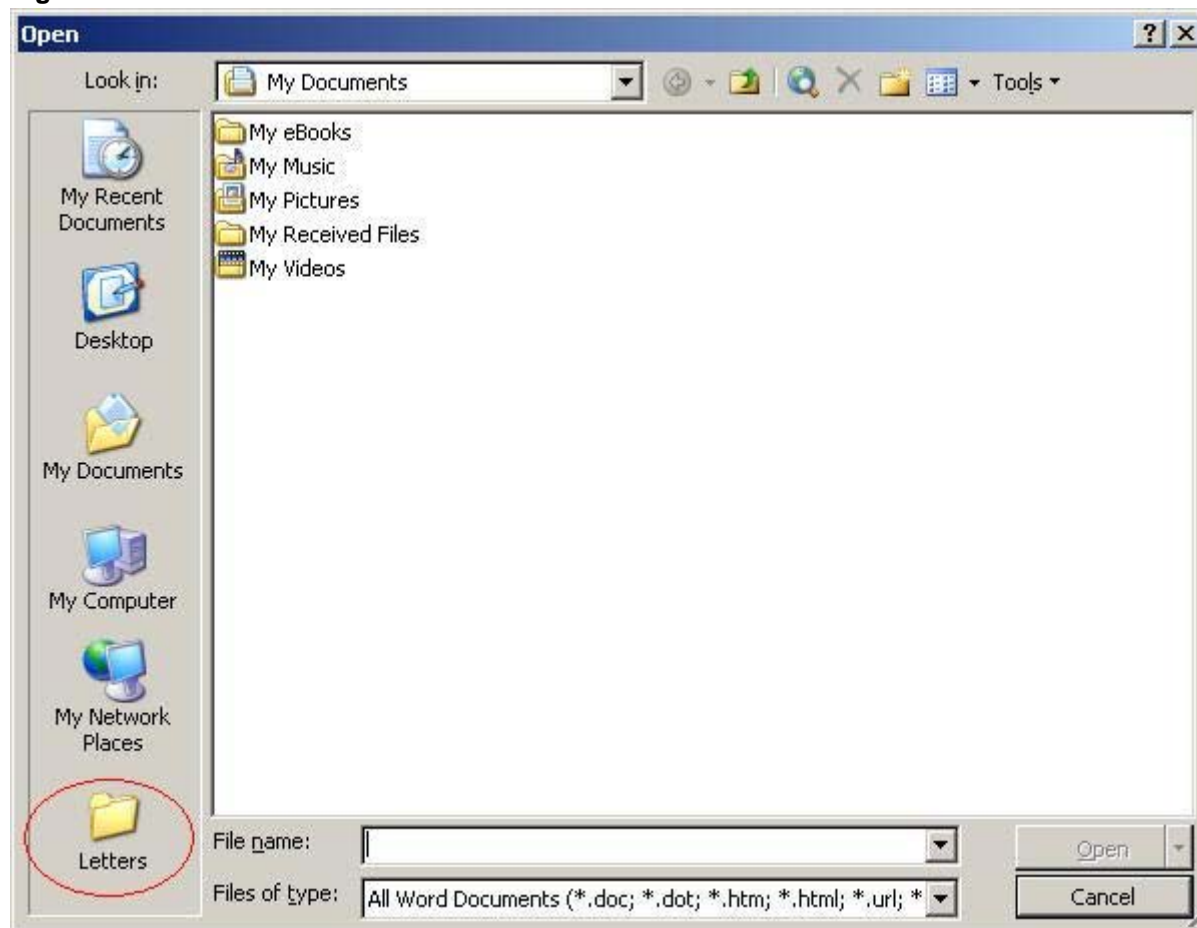 Open
Look in:
My Documents
Tools
My Recent
Documents
Desktop
My Documents
My Computer
My Network
Places
Letters
My eBooks
My Music
My Pictures
My Received Files
My Videos
File name:
Open
Files of type:
All Word Documents (*.doc; *.dot; *.htm; *.html; *.url; *
Cancel